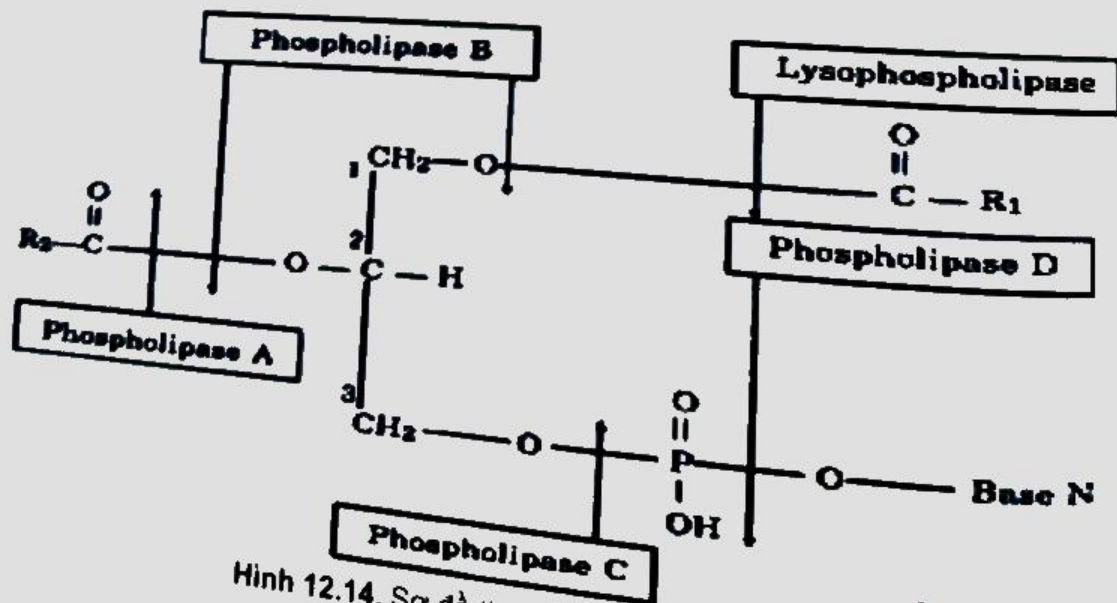 Phospholipase B
Lysophospholipase
O
1 CH₂ O
O
C R₁
R₂ C
2
O C H
Phospholipase D
Phospholipase A
3
CH₂ O
O
P O Base N
OH
Phospholipase C
Hình 12.14.